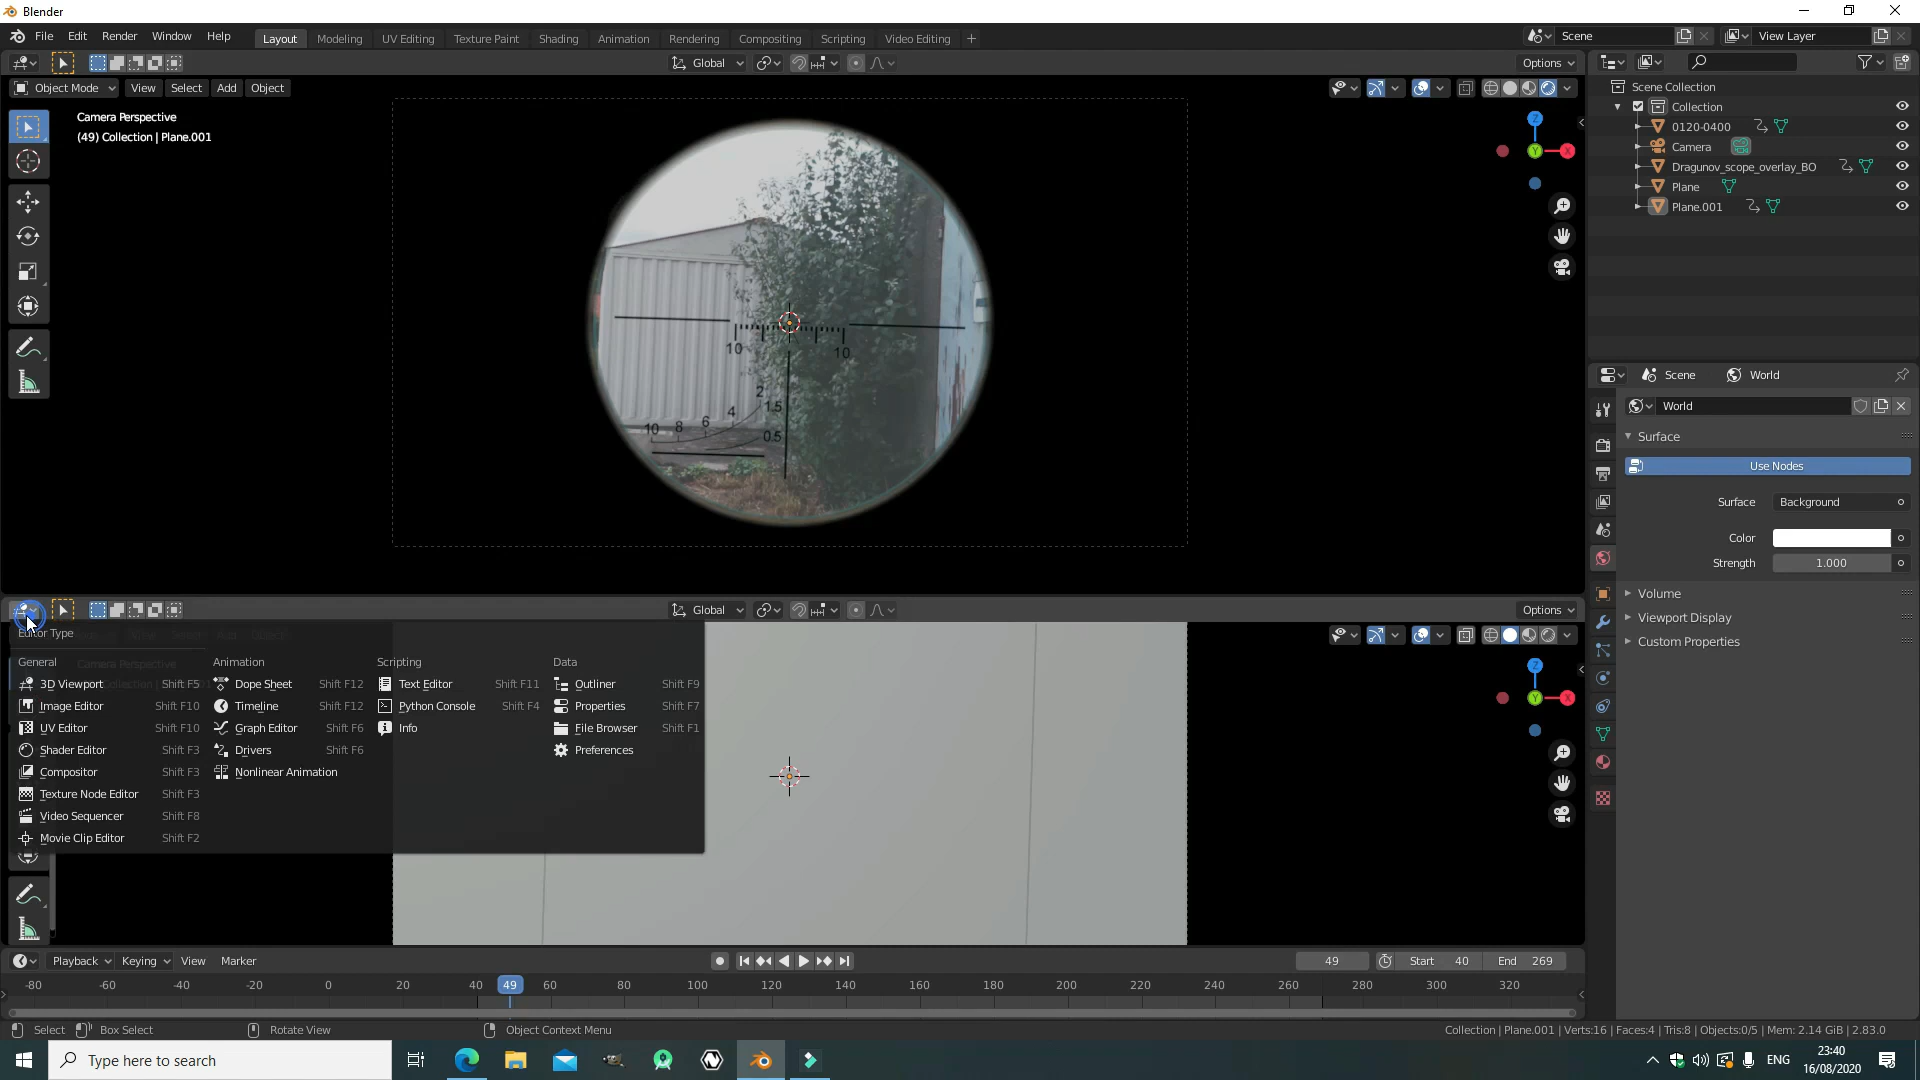 Blender
File Edit Render Window Help Layout Modeling UV Editing Texture Paint Shading Animation Rendering Compositing Scripting Video Editing + Scene View Layer
Global Options
Object Mode View Select Add Object
Camera Perspective
(49) Collection | Plane.001
Z
Y X
10 10
2
4 1.5
10 8 6 0.5
Scene Collection
Collection
0120-0400
Camera
Dragunov_scope_overlay_BO
Plane
Plane.001
Scene World
World
Surface
Use Nodes
Surface Background
Color
Strength 1.000
Volume
Viewport Display
Custom Properties
Global Options
Editor Type
General Animation Scripting Data
3D Viewport Shift F5 Dope Sheet Shift F12 Text Editor Shift F11 Outliner Shift F9
Image Editor Shift F10 Timeline Shift F12 Python Console Shift F4 Properties Shift F7
UV Editor Shift F10 Graph Editor Shift F6 Info File Browser Shift F1
Shader Editor Shift F3 Drivers Shift F6 Preferences
Compositor Shift F3 Nonlinear Animation
Texture Node Editor Shift F3
Video Sequencer Shift F8
Movie Clip Editor Shift F2
Camera Perspective
Z
Y X
Playback Keying View Marker 49 Start 40 End 269
-80 -60 -40 -20 0 20 40 49 60 80 100 120 140 160 180 200 220 240 260 280 300 320
Select Box Select Rotate View Object Context Menu Collection | Plane.001 | Verts:16 | Faces:4 | Tris:8 | Objects:0/5 | Mem: 2.14 GiB | 2.83.0
Type here to search ENG 23:40
16/08/2020